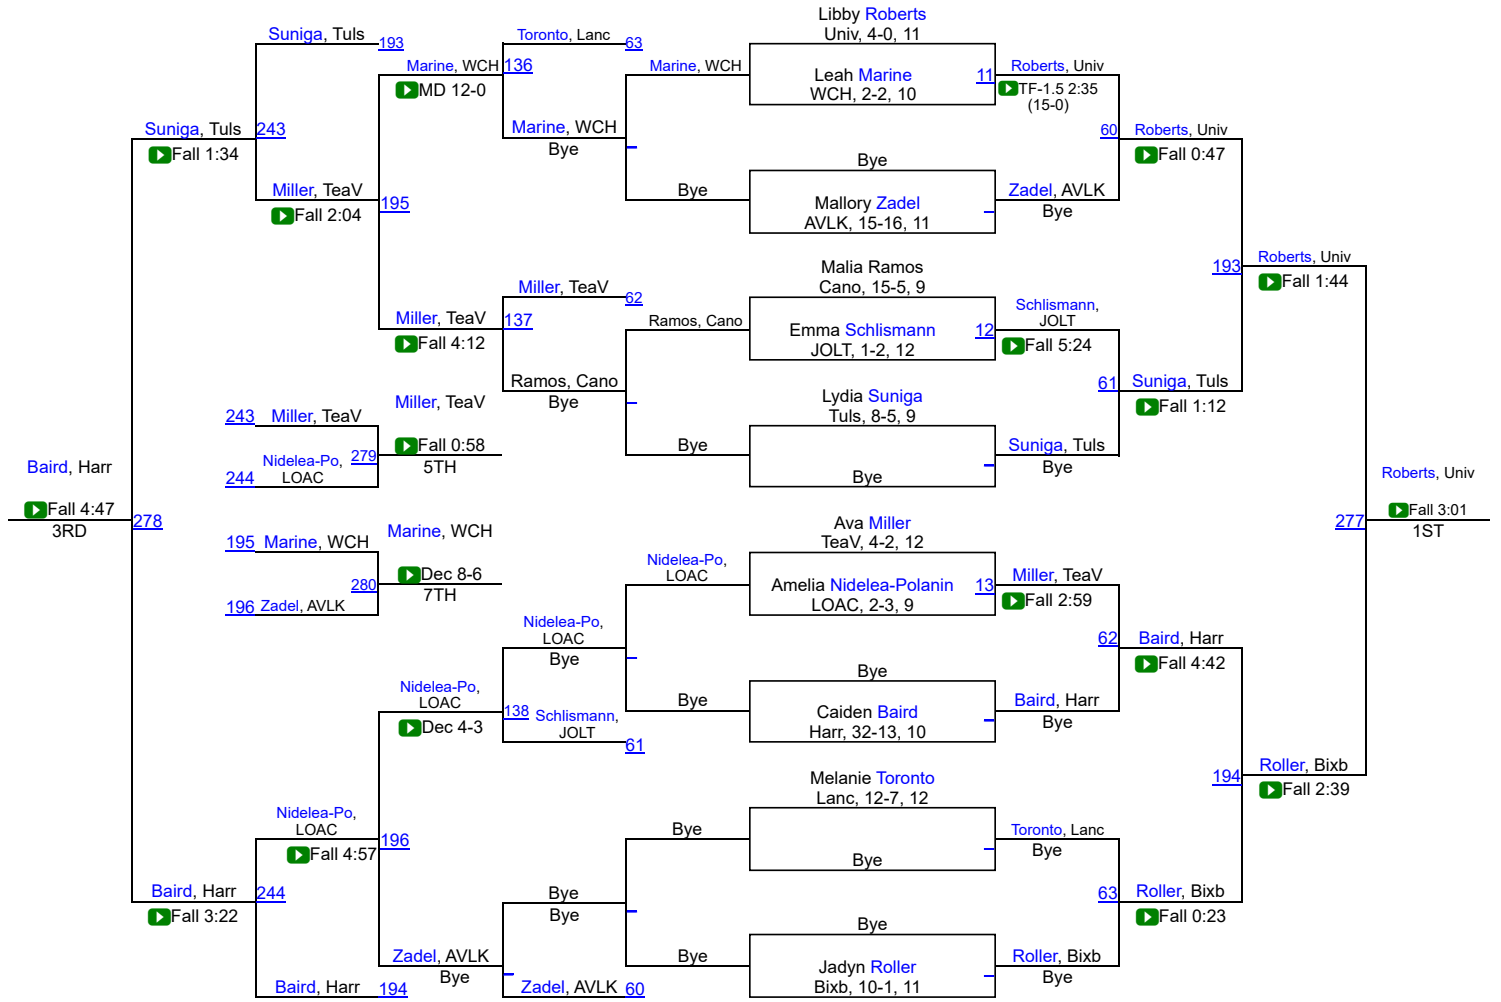 Libby Roberts
Univ, 4-0, 11
Suniga, Tuls
193
Toronto, Lanc
63
Marine, WCH
136
MD 12-0
Marine, WCH
Leah Marine
WCH, 2-2, 10
11
Roberts, Univ
TF-1.5 2:35
(15-0)
Suniga, Tuls
243
Fall 1:34
Marine, WCH
Bye
60
Roberts, Univ
Fall 0:47
Bye
Miller, TeaV
195
Fall 2:04
Bye
Mallory Zadel
AVLK, 15-16, 11
Zadel, AVLK
Bye
Malia Ramos
Cano, 15-5, 9
193
Roberts, Univ
Fall 1:44
Miller, TeaV
62
Miller, TeaV
137
Fall 4:12
Ramos, Cano
Emma Schlismann
JOLT, 1-2, 12
12
Schlismann,
JOLT
Fall 5:24
Ramos, Cano
Bye
61
Suniga, Tuls
Fall 1:12
Lydia Suniga
Tuls, 8-5, 9
Miller, TeaV
243
Miller, TeaV
Fall 0:58
5TH
279
Nidelea-Po,
LOAC
244
Bye
Suniga, Tuls
Bye
Bye
Baird, Harr
Fall 4:47
3RD
278
Roberts, Univ
Fall 3:01
1ST
277
Marine, WCH
195
Marine, WCH
Dec 8-6
7TH
280
196
Zadel, AVLK
Ava Miller
TeaV, 4-2, 12
Nidelea-Po,
LOAC
Amelia Nidelea-Polanin
LOAC, 2-3, 9
13
Miller, TeaV
Fall 2:59
Nidelea-Po,
LOAC
Bye
62
Baird, Harr
Fall 4:42
Bye
Nidelea-Po,
LOAC
Dec 4-3
138
Schlismann,
JOLT
61
Bye
Caiden Baird
Harr, 32-13, 10
Baird, Harr
Bye
Melanie Toronto
Lanc, 12-7, 12
194
Roller, Bixb
Fall 2:39
Nidelea-Po,
LOAC
Fall 4:57
196
Bye
Bye
Toronto, Lanc
Bye
Baird, Harr
244
Fall 3:22
Bye
Bye
63
Roller, Bixb
Fall 0:23
Bye
Zadel, AVLK
Bye
Bye
Jadyn Roller
Bixb, 10-1, 11
Roller, Bixb
Bye
Baird, Harr
194
Zadel, AVLK
60